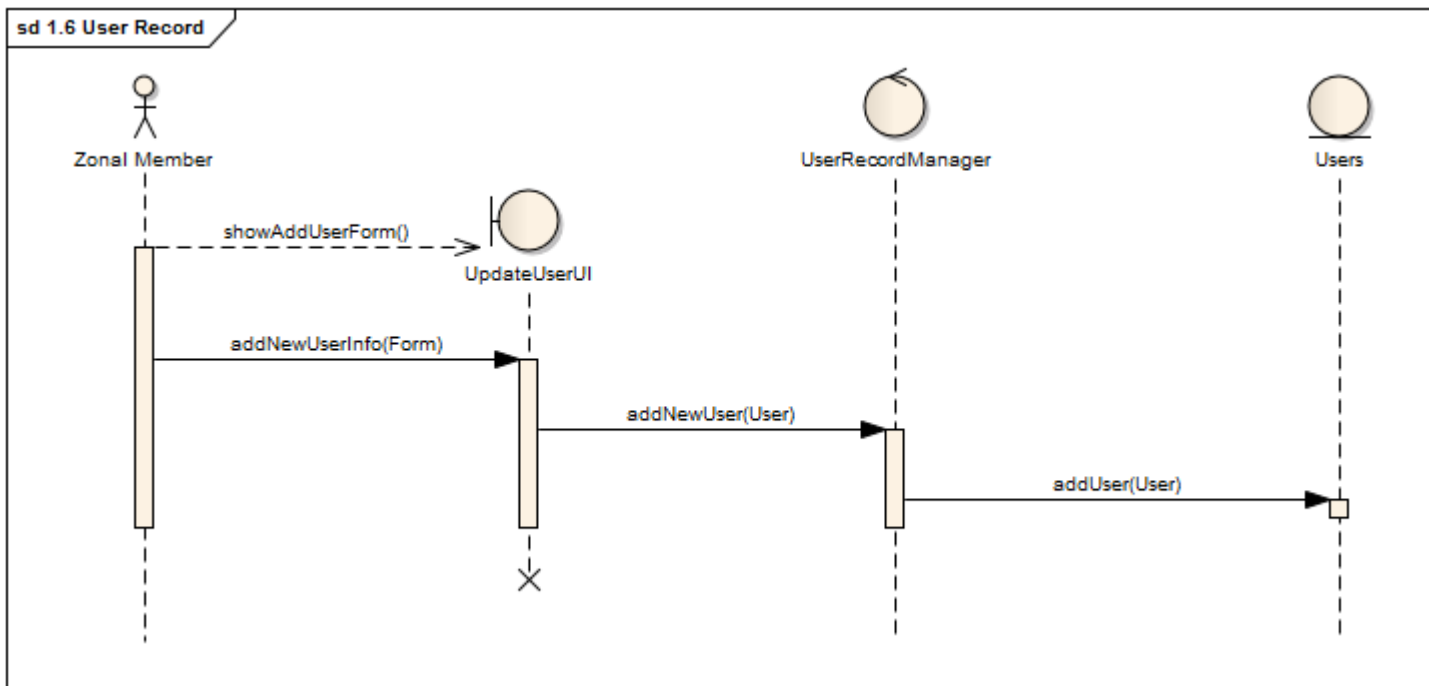 sd 1.6 User Record
Zonal Member
UserRecordManager
Users
showAddUserForm()
UpdateUserUI
addNewUserInfo(Form)
addNewUser(User)
addUser(User)